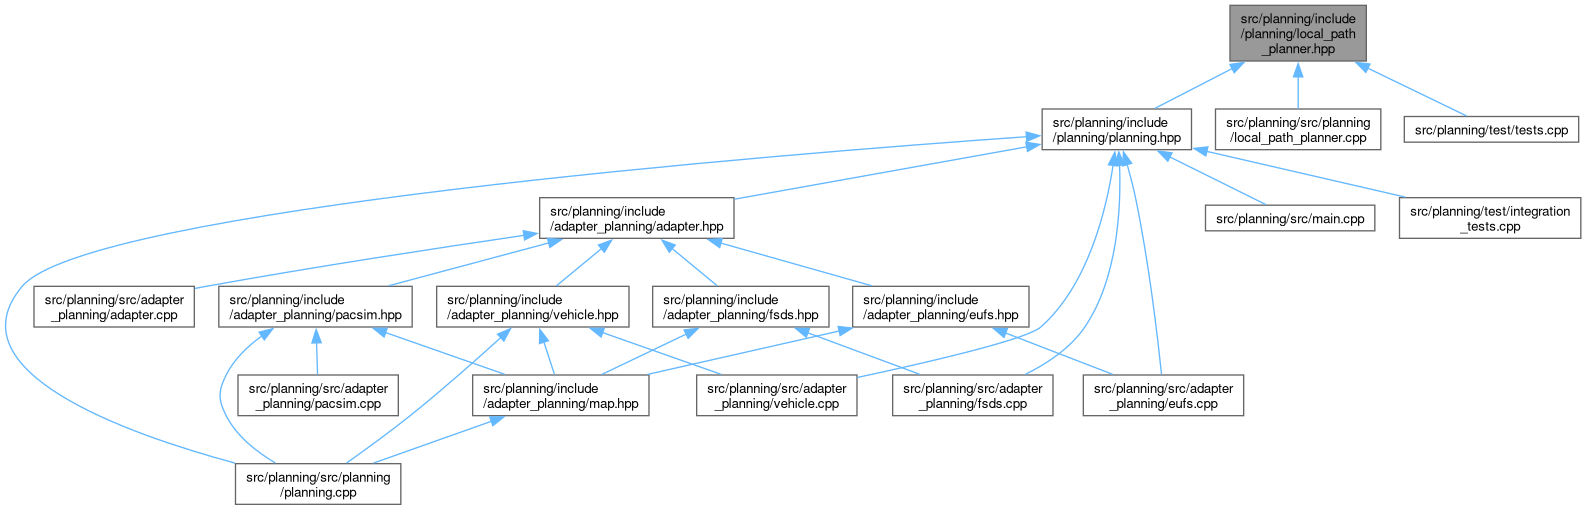 src/planning/include
/planning/local_path
_planner.hpp
src/planning/include
/planning/planning.hpp
src/planning/src/planning
/local_path_planner.cpp
src/planning/test/tests.cpp
src/planning/include
/adapter_planning/adapter.hpp
src/planning/src/main.cpp
src/planning/test/integration
_tests.cpp
src/planning/src/adapter
_planning/adapter.cpp
src/planning/include
/adapter_planning/pacsim.hpp
src/planning/include
/adapter_planning/vehicle.hpp
src/planning/include
/adapter_planning/fsds.hpp
src/planning/include
/adapter_planning/eufs.hpp
src/planning/src/adapter
_planning/pacsim.cpp
src/planning/include
/adapter_planning/map.hpp
src/planning/src/adapter
_planning/vehicle.cpp
src/planning/src/adapter
_planning/fsds.cpp
src/planning/src/adapter
_planning/eufs.cpp
src/planning/src/planning
/planning.cpp